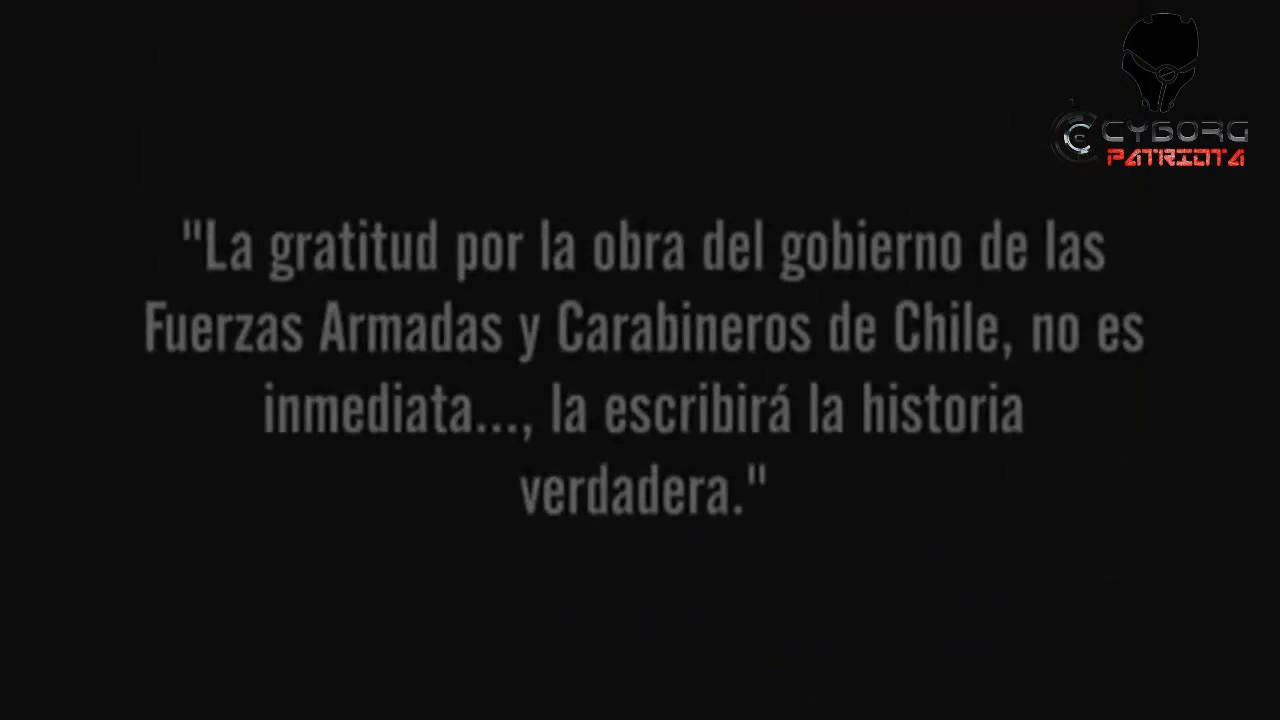 CYBORG
PATRIOTA
"La gratitud por la obra del gobierno de las
Fuerzas Armadas y Carabineros de Chile, no es
inmediata..., la escribirá la historia
verdadera."